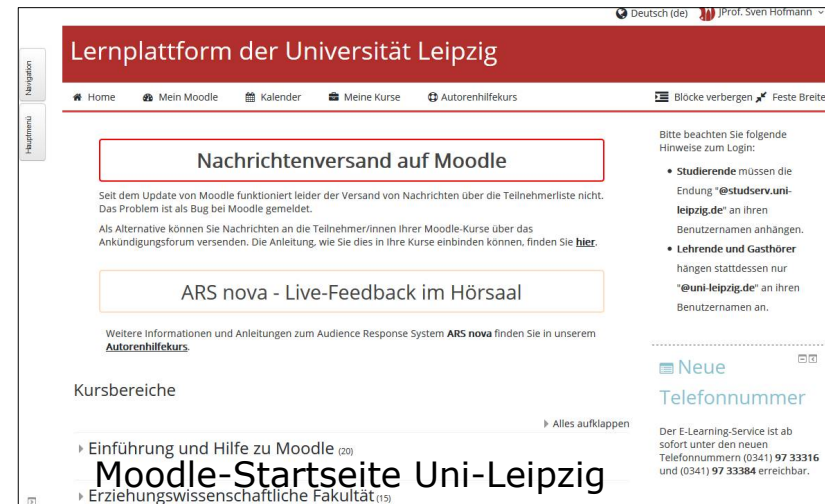 Deutsch (de) JProf. Sven Hofmann
Lernplattform der Universität Leipzig
Navigation
Hauptmenü
Home Mein Moodle Kalender Meine Kurse Autorenhilfekurs Blöcke verbergen Feste Breite
Nachrichtenversand auf Moodle
Seit dem Update von Moodle funktioniert leider der Versand von Nachrichten über die Teilnehmerliste nicht.
Das Problem ist als Bug bei Moodle gemeldet.
Als Alternative können Sie Nachrichten an die Teilnehmer/innen Ihrer Moodle-Kurse über das
Ankündigungsforum versenden. Die Anleitung, wie Sie dies in Ihre Kurse einbinden können, finden Sie hier.
ARS nova - Live-Feedback im Hörsaal
Weitere Informationen und Anleitungen zum Audience Response System ARS nova finden Sie in unserem
Autorenhilfekurs.
Kursbereiche
Alles aufklappen
Einführung und Hilfe zu Moodle (20)
Moodle-Startseite Uni-Leipzig
Erziehungswissenschaftliche Fakultät (15)
Bitte beachten Sie folgende
Hinweise zum Login:
• Studierende müssen die
Endung "@studserv.uni-
leipzig.de" an ihren
Benutzernamen anhängen.
• Lehrende und Gasthörer
hängen stattdessen nur
"@uni-leipzig.de" an ihren
Benutzernamen an.
Neue
Telefonnummer
Der E-Learning-Service ist ab
sofort unter den neuen
Telefonnummern (0341) 97 33316
und (0341) 97 33384 erreichbar.